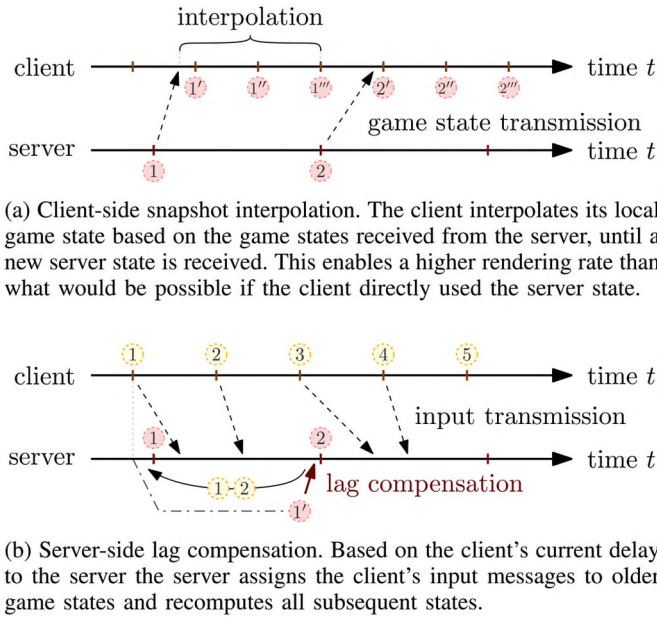 interpolation
client
time t
1′ 1″ 1‴ 2′ 2″ 2‴
game state transmission
server
time t
1 2
(a) Client-side snapshot interpolation. The client interpolates its local
game state based on the game states received from the server, until a
new server state is received. This enables a higher rendering rate than
what would be possible if the client directly used the server state.
1 2 3 4 5
client
time t
input transmission
1 2
server
time t
1-2
lag compensation
1′
(b) Server-side lag compensation. Based on the client's current delay
to the server the server assigns the client's input messages to older
game states and recomputes all subsequent states.